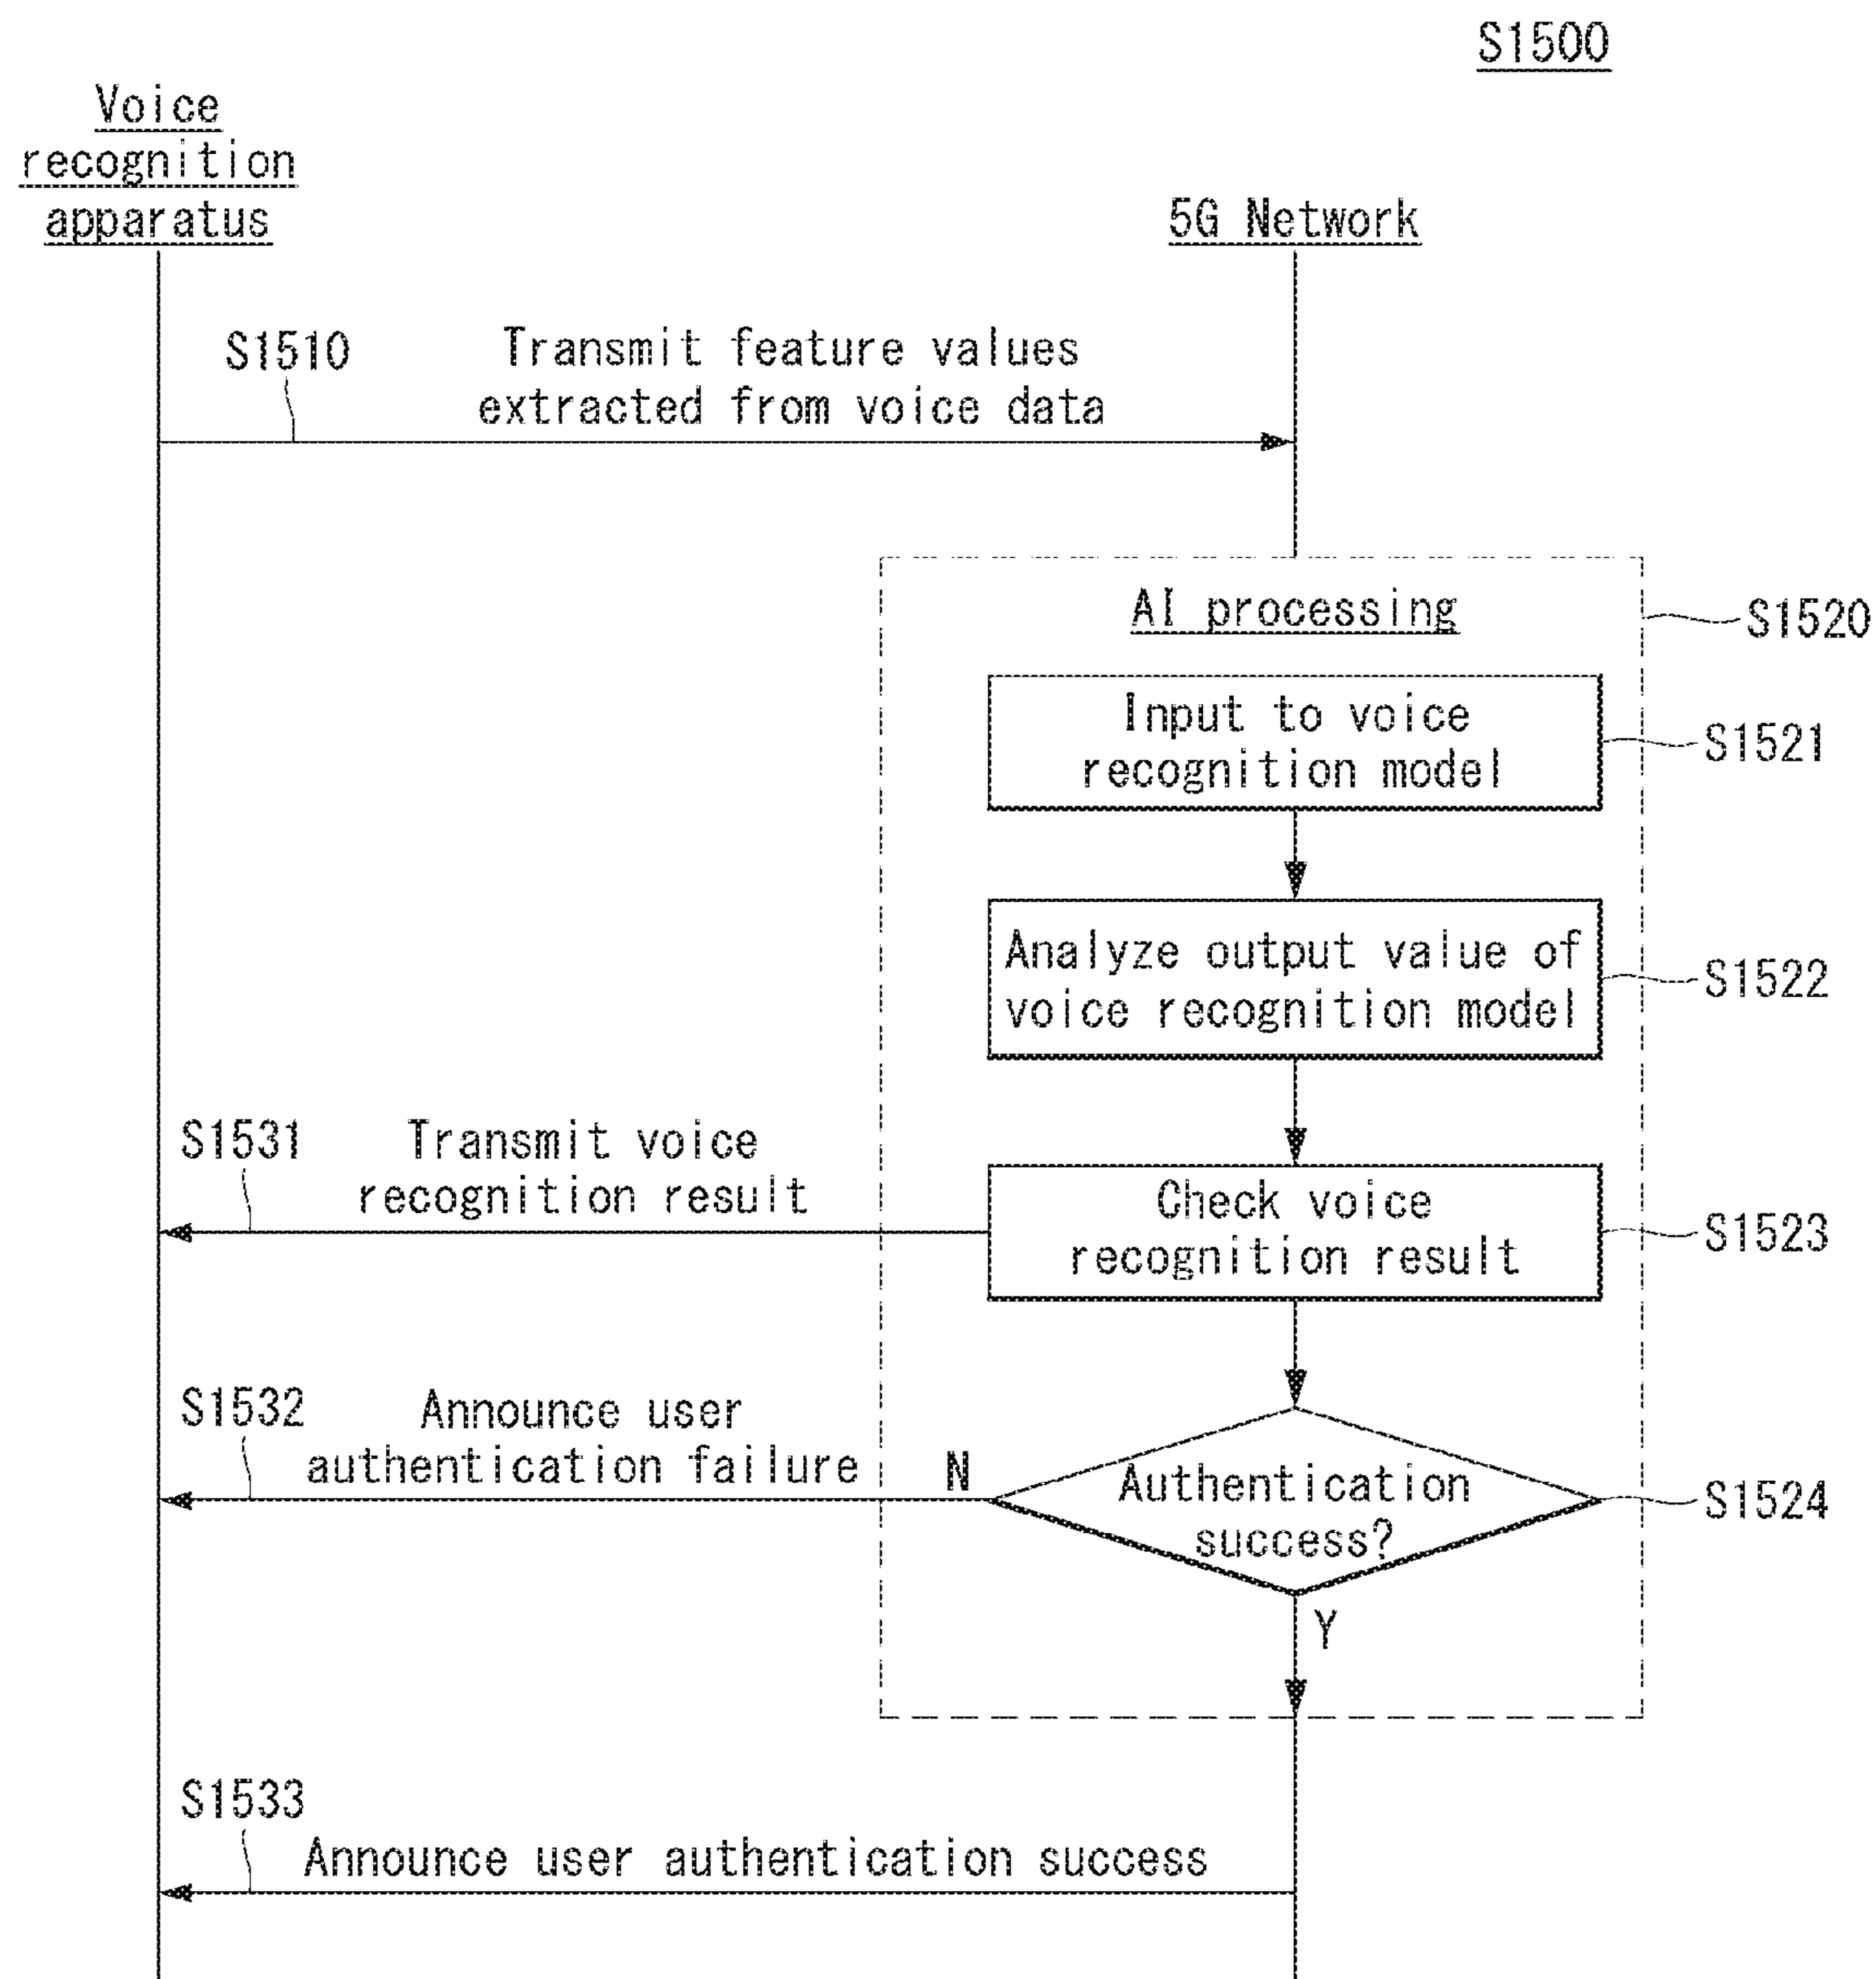 S1500
Voice
recognition
apparatus
5G Network
S1510
Transmit feature values
extracted from voice data
AI processing
S1520
Input to voice
recognition model
S1521
Analyze output value of
voice recognition model
S1522
S1531
Transmit voice
recognition result
Check voice
recognition result
S1523
S1532
Announce user
authentication failure
N
Authentication
success?
S1524
Y
S1533
Announce user authentication success